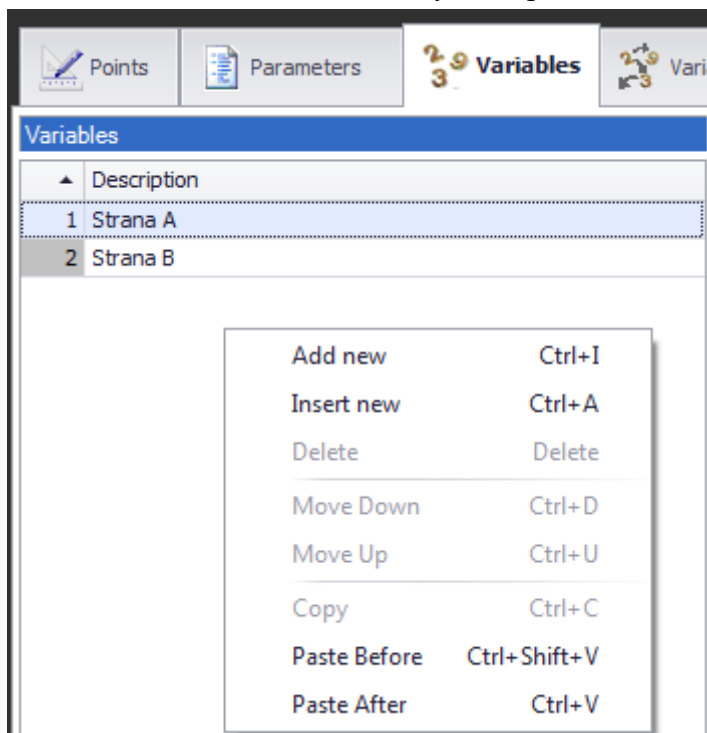 Points Parameters Variables Vari
Variables
Description
1 Strana A
2 Strana B
Add new Ctrl+I
Insert new Ctrl+A
Delete Delete
Move Down Ctrl+D
Move Up Ctrl+U
Copy Ctrl+C
Paste Before Ctrl+Shift+V
Paste After Ctrl+V